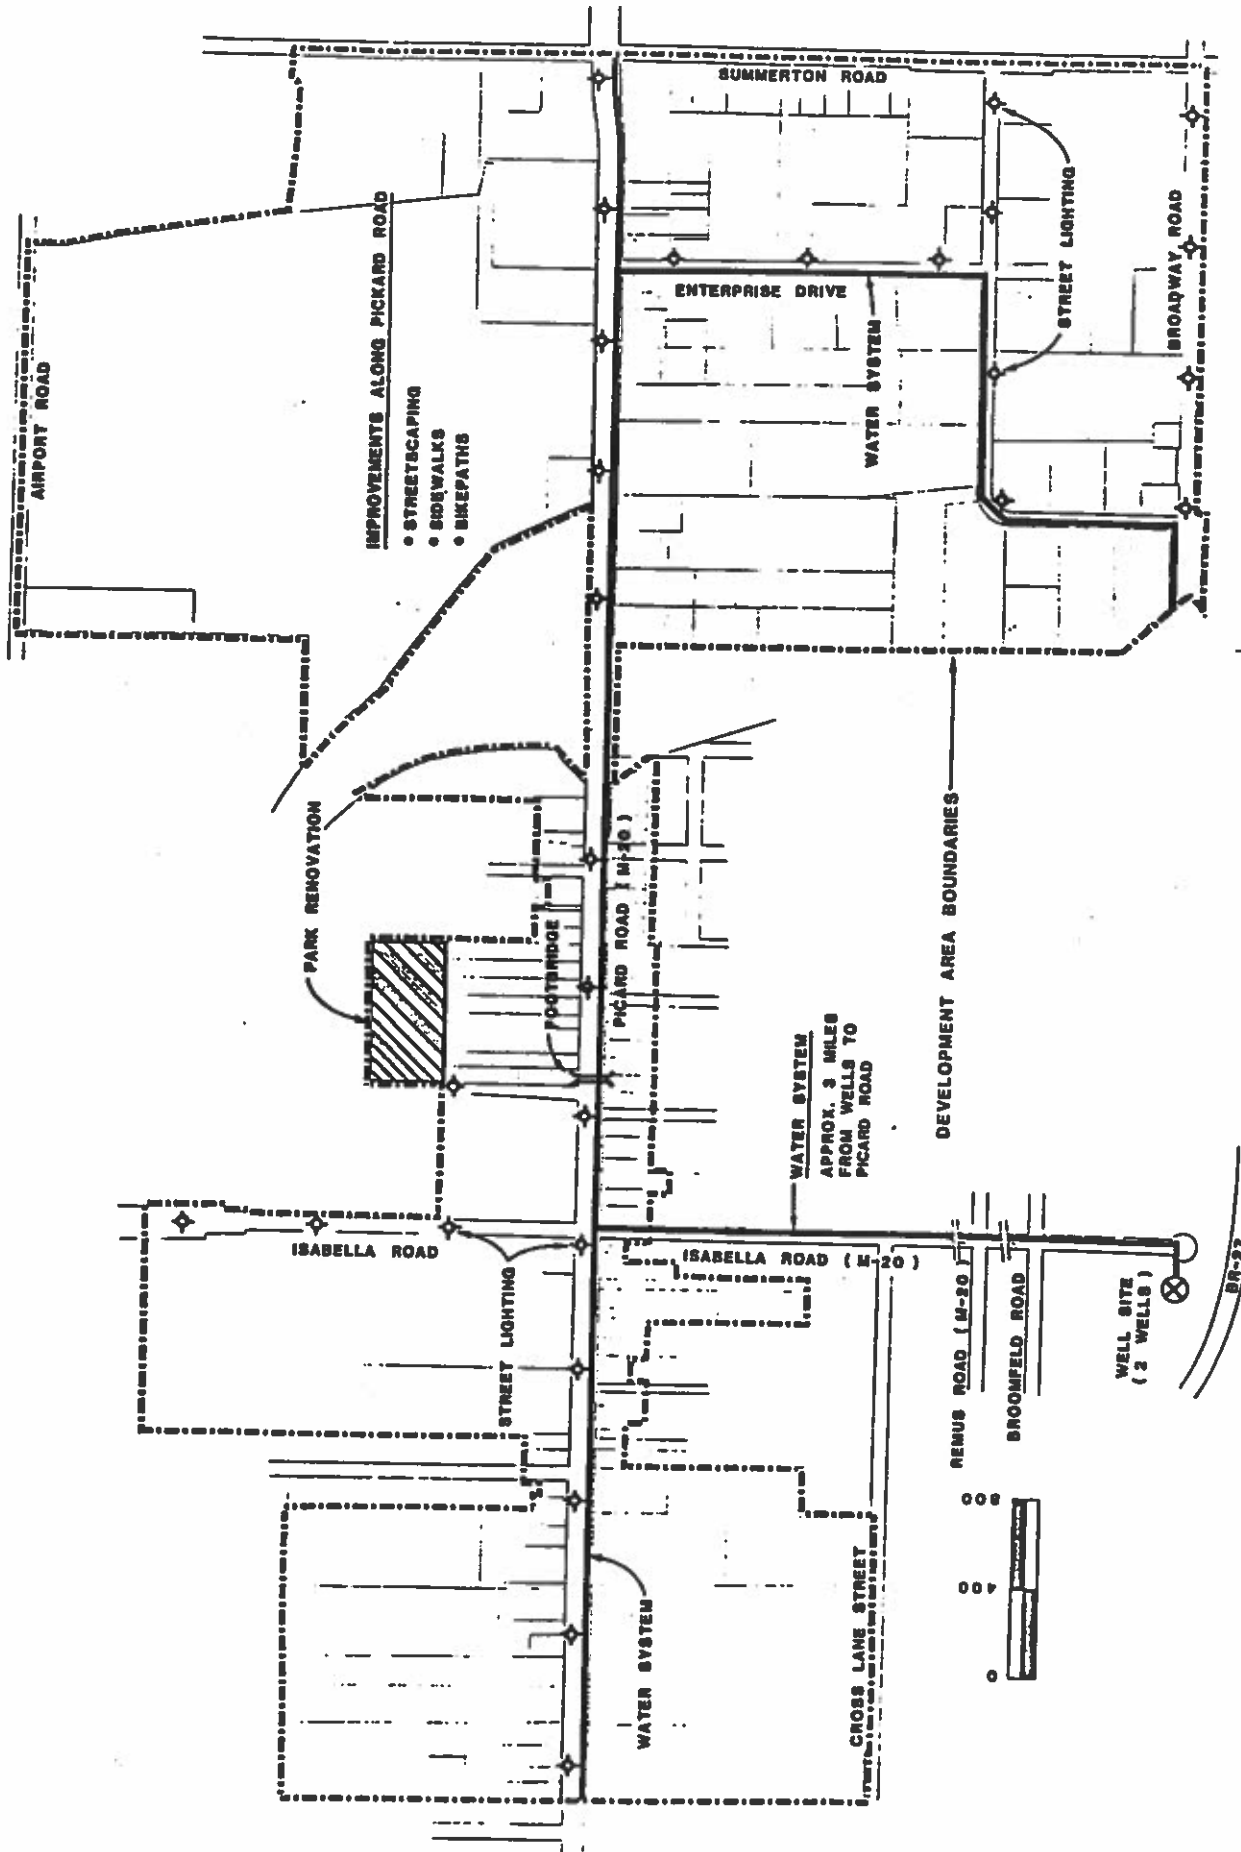 AIRPORT ROAD
IMPROVEMENTS ALONG PICKARD ROAD
• STREETSCAPING
• SIDEWALKS
• BIKEPATHS
SUMMERTON ROAD
ENTERPRISE DRIVE
WATER SYSTEM
STREET LIGHTING
BROADWAY ROAD
PARK RENOVATION
FOOTBRIDGE
PICARD ROAD (M-20)
DEVELOPMENT AREA BOUNDARIES
WATER SYSTEM
APPROX. 3 MILES
FROM WELLS TO
PICARD ROAD
ISABELLA ROAD
ISABELLA ROAD (M-20)
STREET LIGHTING
REMUS ROAD (M-20)
BROOMFELD ROAD
WELL SITE
(2 WELLS)
WATER SYSTEM
CROSS LANE STREET
0 400 800